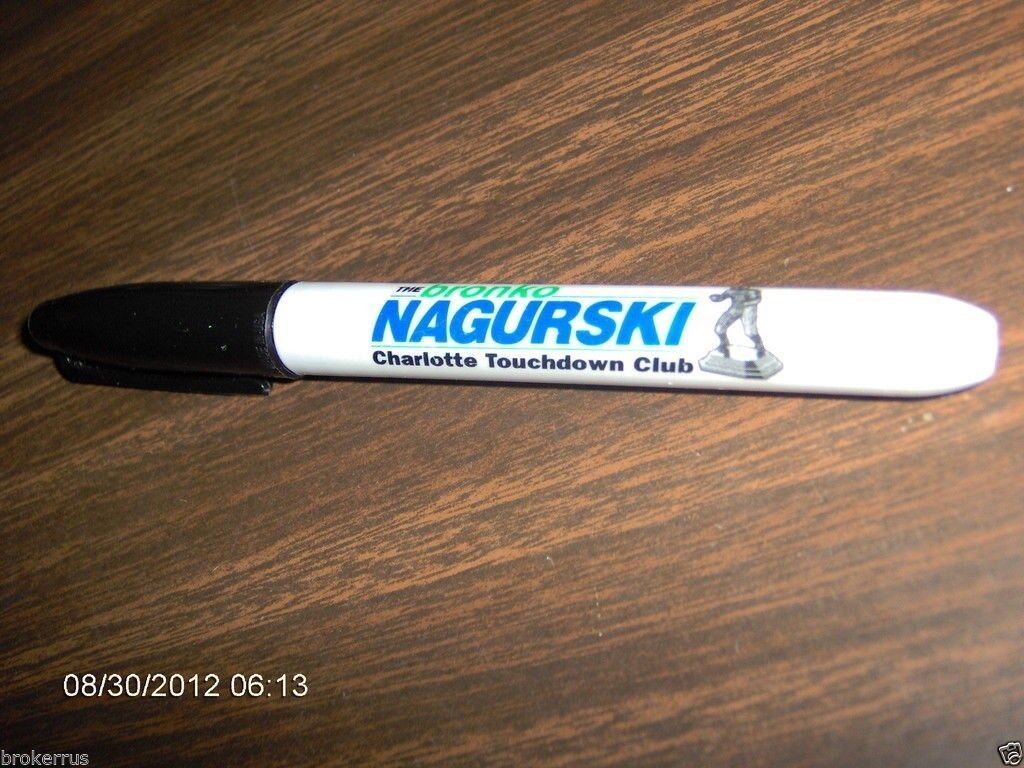 THE bronko
NAGURSKI
Charlotte Touchdown Club
08/30/2012 06:13
brokerrus